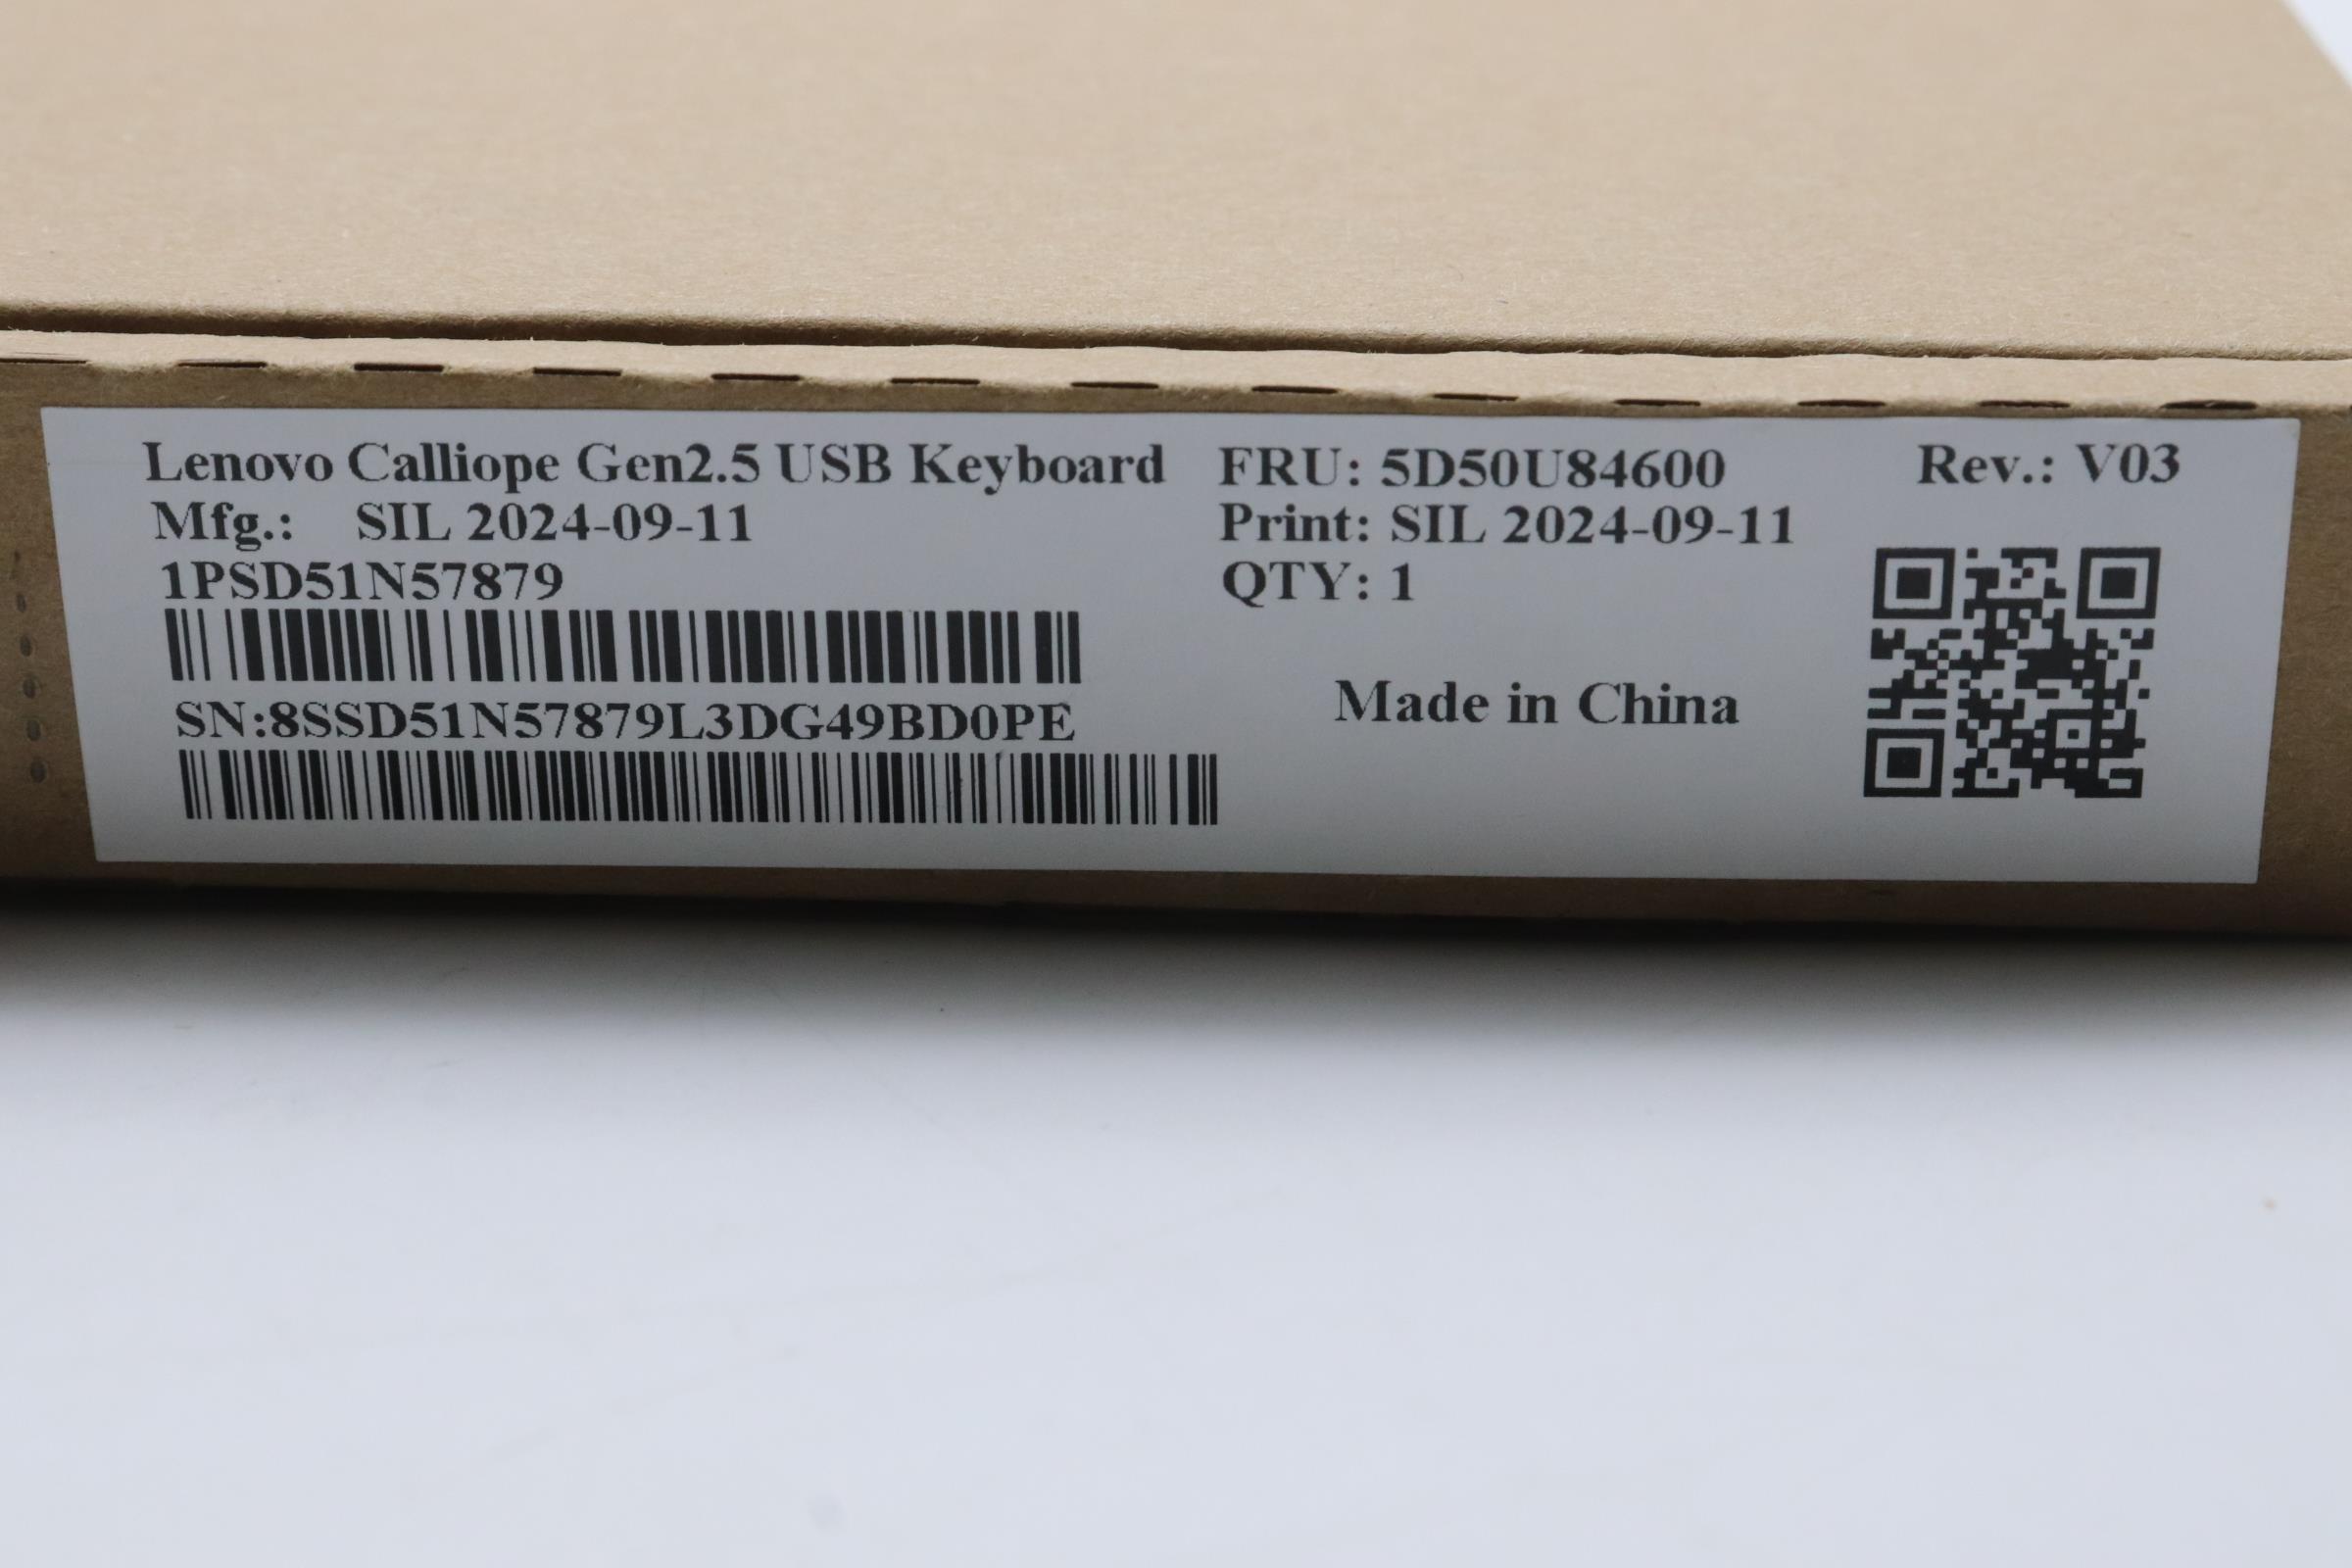 Lenovo Calliope Gen2.5 USB Keyboard
Mfg.: SIL 2024-09-11
1PSD51N57879
SN:8SSD51N57879L3DG49BD0PE
FRU: 5D50U84600
Print: SIL 2024-09-11
QTY: 1
Made in China
Rev.: V03